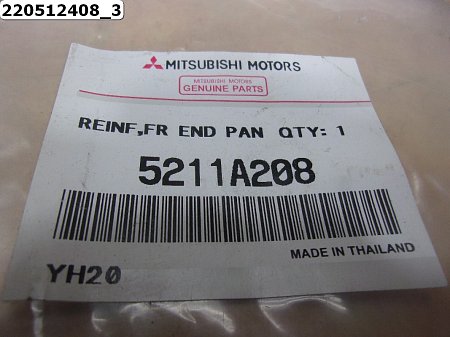 220512408_3
MITSUBISHI MOTORS
MITSUBISHI MOTORS
GENUINE PARTS
REINF,FR END PAN QTY: 1
5211A208
MADE IN THAILAND
YH20